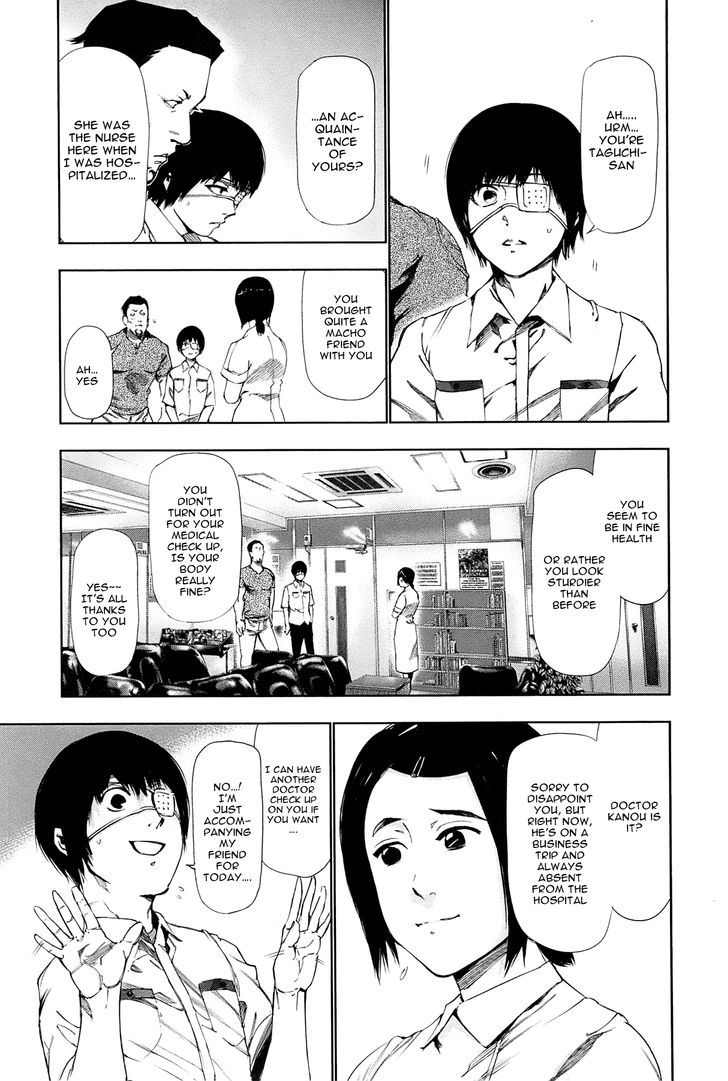 AH.....
URM...
YOU'RE
TAGUCHI-
SAN
...AN AC-
QUAIN-
TANCE
OF
YOURS?
SHE WAS
THE NURSE
HERE WHEN
I WAS HOS-
PITALIZED...
YOU
BROUGHT
QUITE A
MACHO
FRIEND
WITH YOU
AH...
YES
YOU
SEEM TO
BE IN FINE
HEALTH
OR RATHER
YOU LOOK
STURDIER
THAN
BEFORE
YOU
DIDN'T
TURN OUT
FOR YOUR
MEDICAL
CHECK UP,
IS YOUR
BODY
REALLY
FINE?
YES~~
IT'S ALL
THANKS
TO YOU
TOO
DOCTOR
KANOU IS
IT?
SORRY TO
DISAPPOINT
YOU, BUT
RIGHT NOW,
HE'S ON A
BUSINESS
TRIP AND
ALWAYS
ABSENT
FROM THE
HOSPITAL
I CAN HAVE
ANOTHER
DOCTOR
CHECK UP
ON YOU IF
YOU WANT
....
NO...!
I'M
JUST
ACCOM-
PANYING
MY
FRIEND
FOR
TODAY....